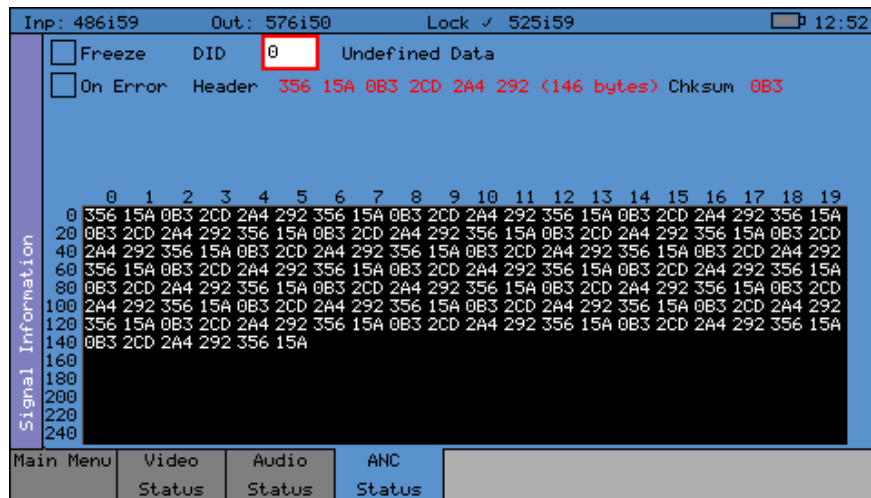 Inp: 486i59 Out: 576i50 Lock ✓ 525i59 12:52
Freeze DID 0 Undefined Data
On Error Header 356 15A 0B3 2CD 2A4 292 (146 bytes) Chksum 0B3
0 1 2 3 4 5 6 7 8 9 10 11 12 13 14 15 16 17 18 19
0 356 15A 0B3 2CD 2A4 292 356 15A 0B3 2CD 2A4 292 356 15A 0B3 2CD 2A4 292 356 15A
20 0B3 2CD 2A4 292 356 15A 0B3 2CD 2A4 292 356 15A 0B3 2CD 2A4 292 356 15A 0B3 2CD
40 2A4 292 356 15A 0B3 2CD 2A4 292 356 15A 0B3 2CD 2A4 292 356 15A 0B3 2CD 2A4 292
60 356 15A 0B3 2CD 2A4 292 356 15A 0B3 2CD 2A4 292 356 15A 0B3 2CD 2A4 292 356 15A
80 0B3 2CD 2A4 292 356 15A 0B3 2CD 2A4 292 356 15A 0B3 2CD 2A4 292 356 15A 0B3 2CD
100 2A4 292 356 15A 0B3 2CD 2A4 292 356 15A 0B3 2CD 2A4 292 356 15A 0B3 2CD 2A4 292
120 356 15A 0B3 2CD 2A4 292 356 15A 0B3 2CD 2A4 292 356 15A 0B3 2CD 2A4 292 356 15A
140 0B3 2CD 2A4 292 356 15A
160
180
200
220
240
Signal Information
Main Menu Video Audio ANC
Status Status Status